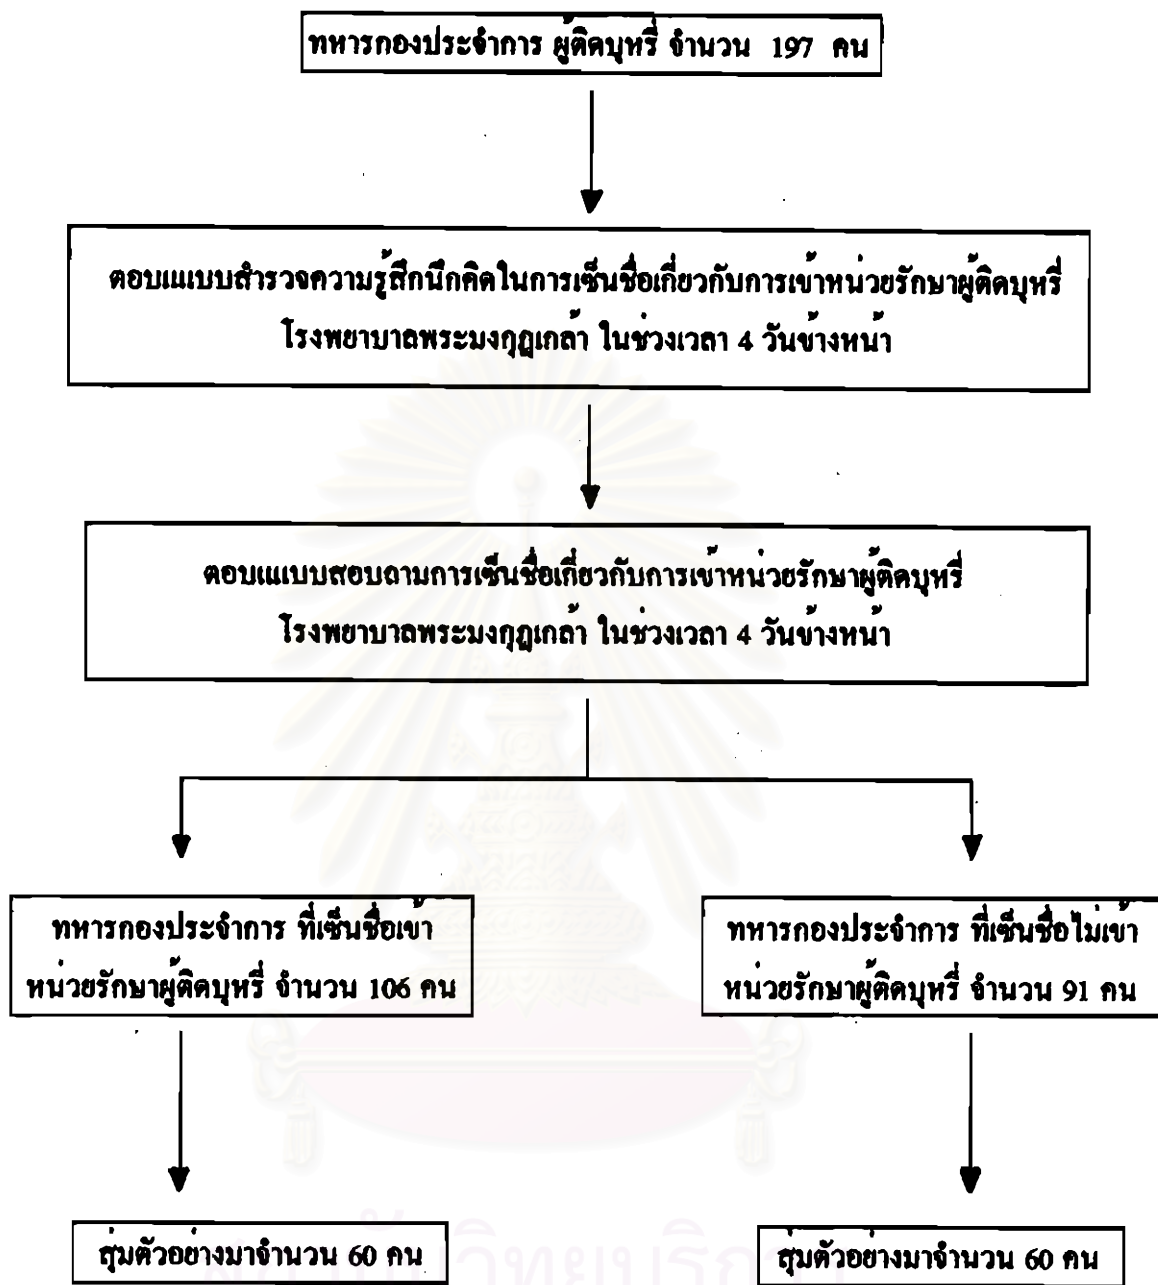 ทหารกองประจำการ ผู้ติดบุหรี่ จำนวน 197 คน
ตอบแบบสำรวจความรู้สึกนึกคิดในการเซ็นชื่อเกี่ยวกับการเข้าหน่วยรักษาผู้ติดบุหรี่
โรงพยาบาลพระมงกุฎเกล้า ในช่วงเวลา 4 วันข้างหน้า
ตอบแบบสอบถามการเซ็นชื่อเกี่ยวกับการเข้าหน่วยรักษาผู้ติดบุหรี่
โรงพยาบาลพระมงกุฎเกล้า ในช่วงเวลา 4 วันข้างหน้า
ทหารกองประจำการ ที่เซ็นชื่อเข้า
หน่วยรักษาผู้ติดบุหรี่ จำนวน 106 คน
ทหารกองประจำการ ที่เซ็นชื่อไม่เข้า
หน่วยรักษาผู้ติดบุหรี่ จำนวน 91 คน
สุ่มตัวอย่างมาจำนวน 60 คน
สุ่มตัวอย่างมาจำนวน 60 คน